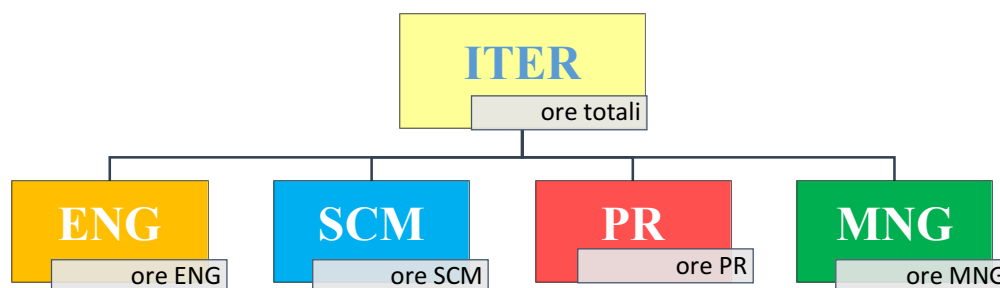 ITER
ore totali
ENG
SCM
PR
MNG
ore ENG
ore SCM
ore PR
ore MNG